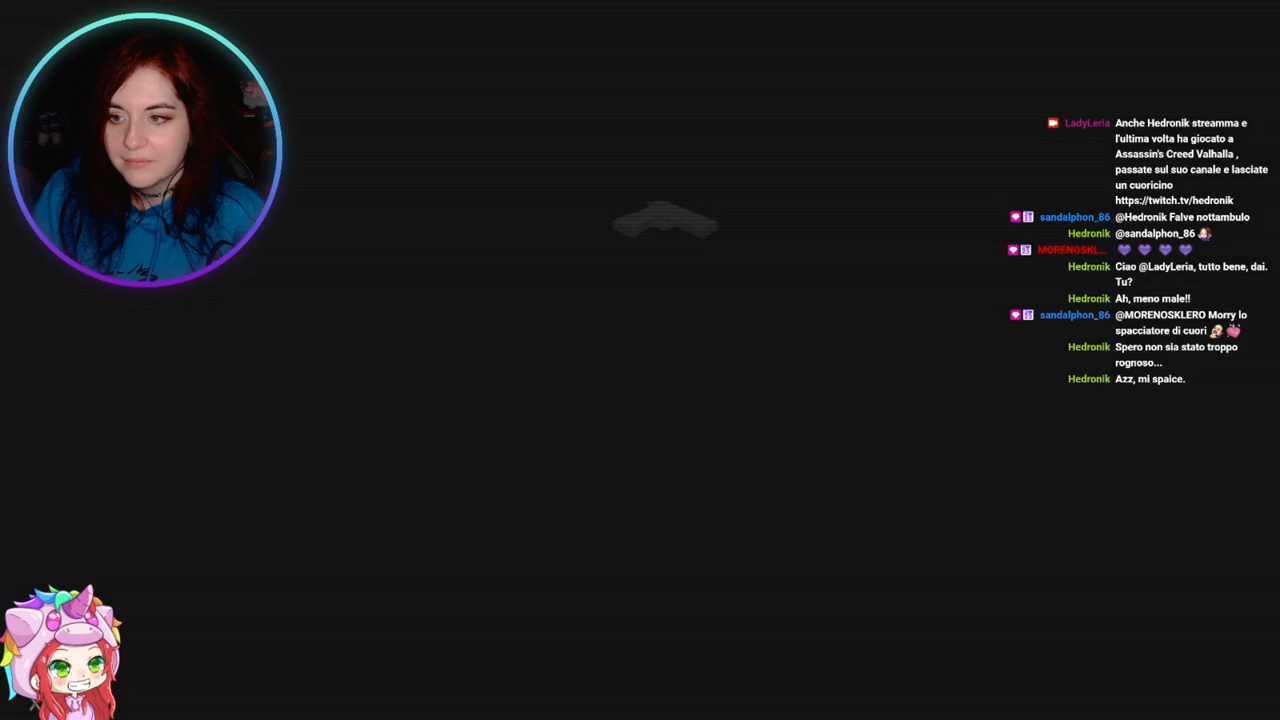 LadyLeria Anche Hedronik streamma e
l'ultima volta ha giocato a
Assassin's Creed Valhalla ,
passate sul suo canale e lasciate
un cuoricino
https://twitch.tv/hedronik
sandalphon_86 @Hedronik Falve nottambulo
Hedronik @sandalphon_86
MORENOSKL...
Hedronik Ciao @LadyLeria, tutto bene, dai.
Tu?
Hedronik Ah, meno male!!
sandalphon_86 @MORENOSKLERO Morry lo
spacciatore di cuori
Hedronik Spero non sia stato troppo
rognoso...
Hedronik Azz, mi spaice.